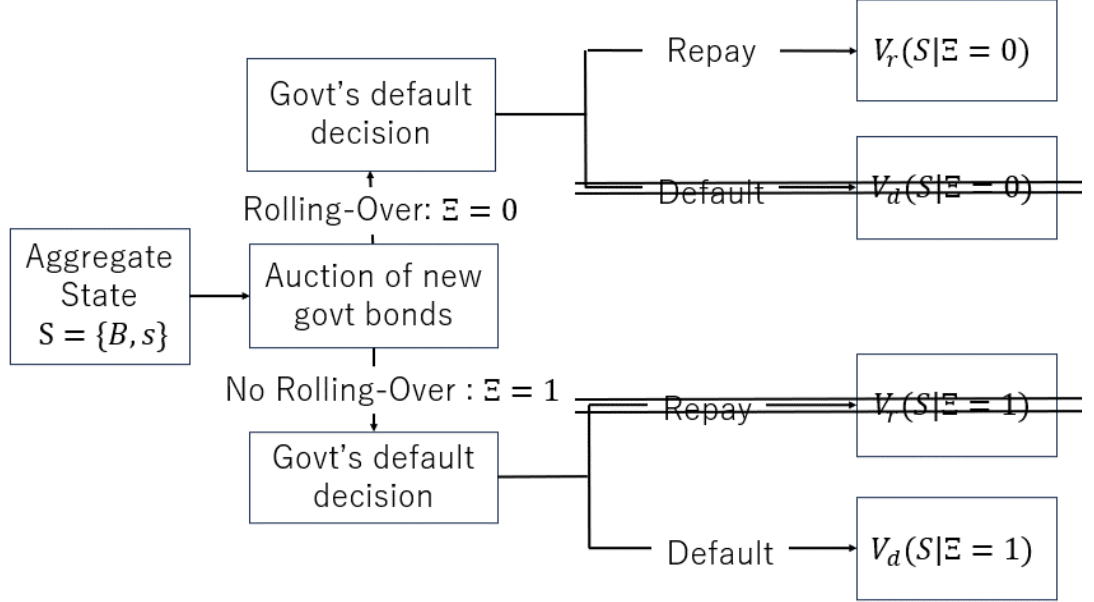 Aggregate
State
S = {B, s}
Auction of new
govt bonds
Rolling-Over: Ξ = 0
Govt's default
decision
Repay
V_r(S|Ξ = 0)
Default
V_d(S|Ξ = 0)
No Rolling-Over : Ξ = 1
Govt's default
decision
Repay
V_r(S|Ξ = 1)
Default
V_d(S|Ξ = 1)